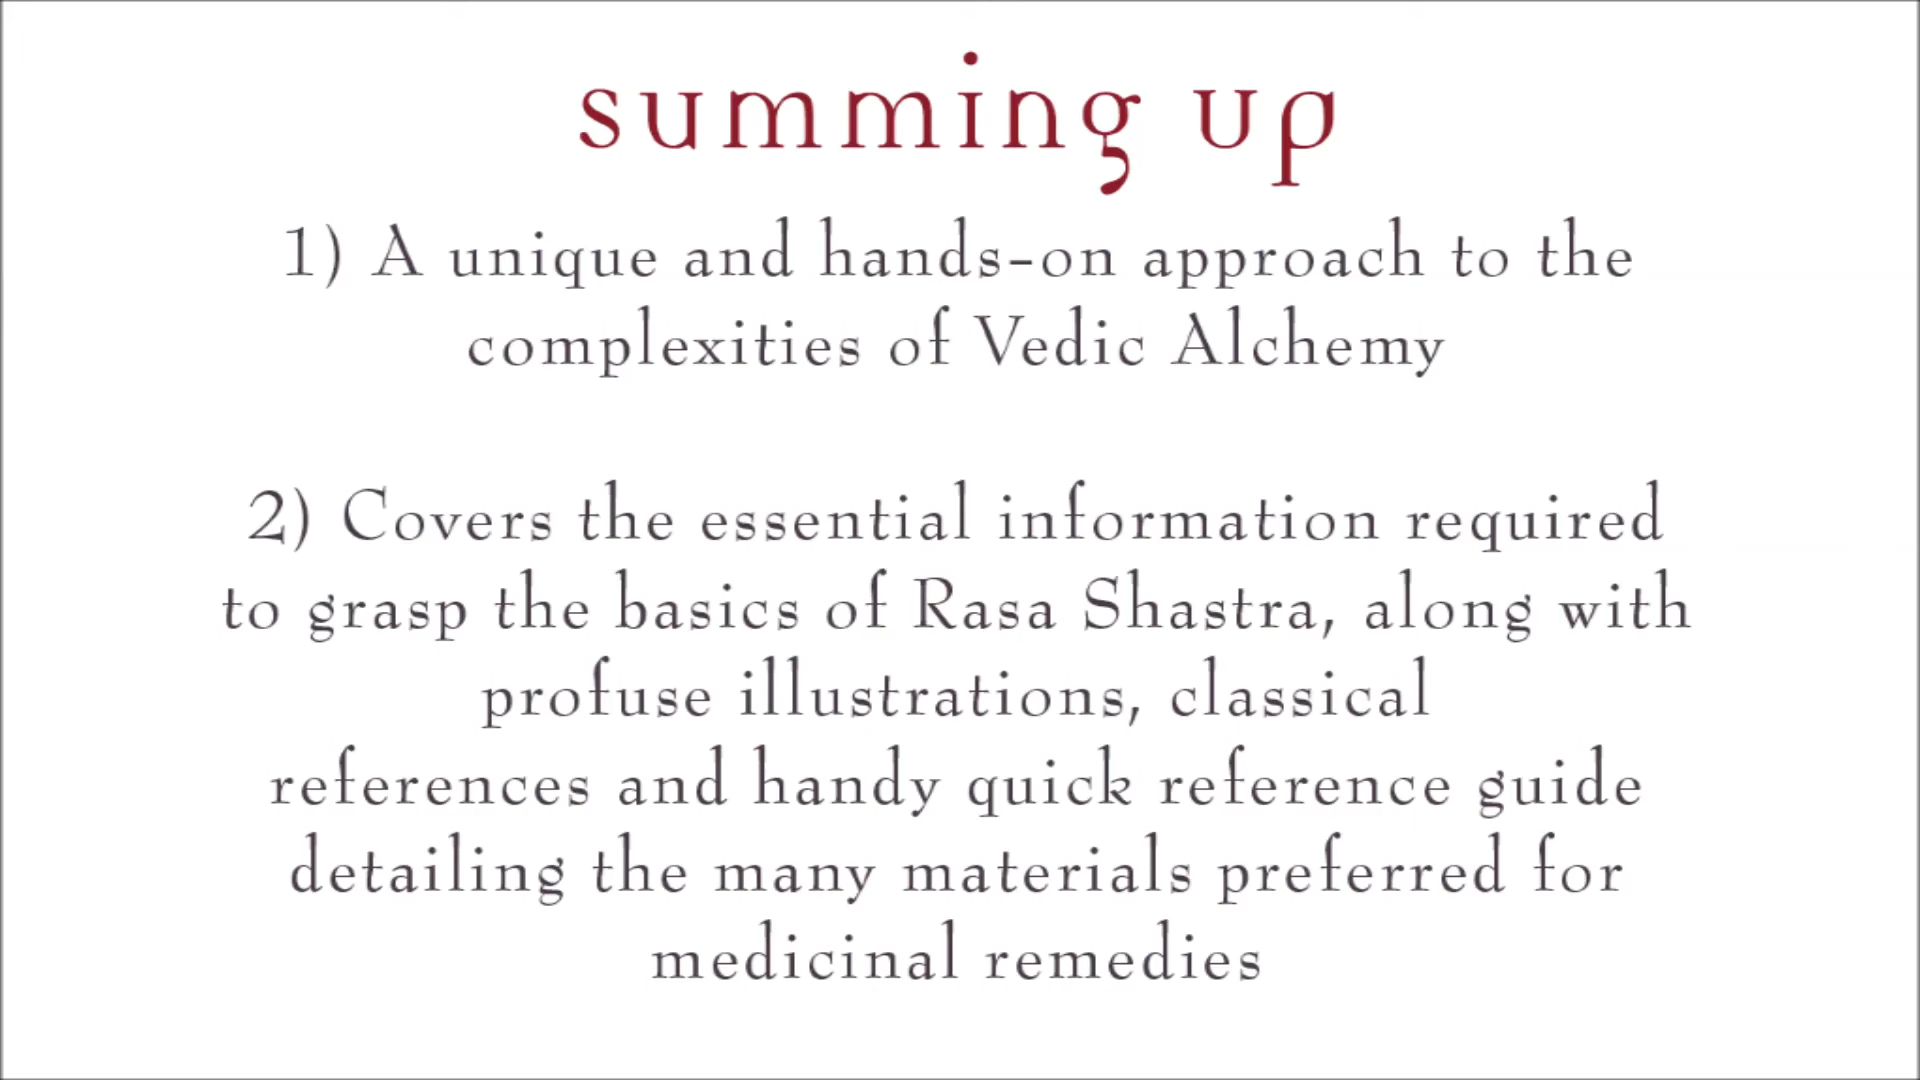 summing up
1) A unique and hands-on approach to the
complexities of Vedic Alchemy
2) Covers the essential information required
to grasp the basics of Rasa Shastra, along with
profuse illustrations, classical
references and handy quick reference guide
detailing the many materials preferred for
medicinal remedies